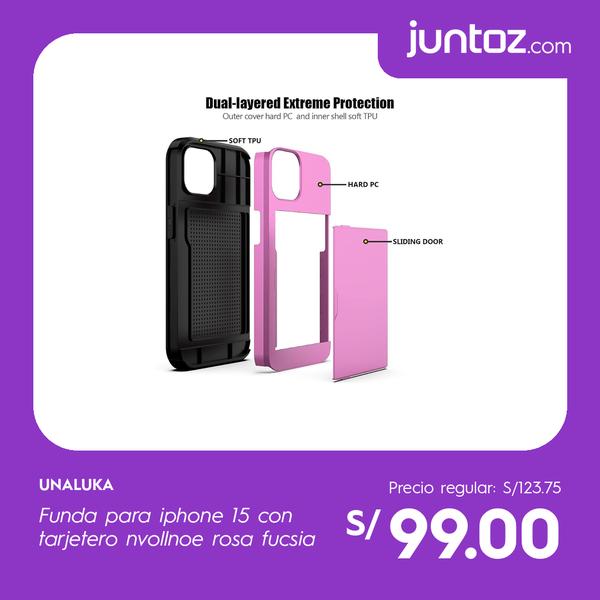 juntoz.com
Dual-layered Extreme Protection
Outer cover hard PC and inner shell soft TPU
SOFT TPU
HARD PC
SLIDING DOOR
UNALUKA
Funda para iphone 15 con
tarjetero nvollnoe rosa fucsia
Precio regular: S/123.75
S/99.00